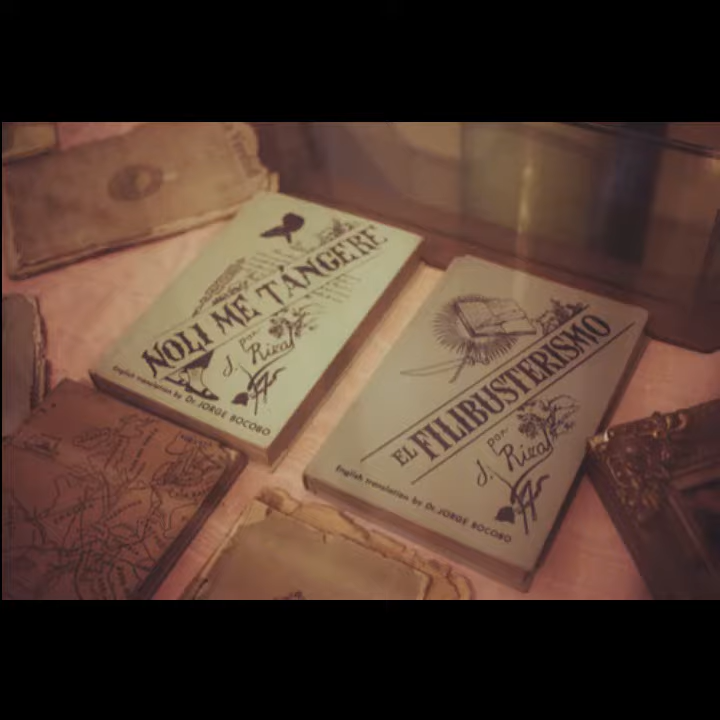 NOLI ME TÁNGERE
por
J. Rizal
English translation by Dr. JORGE BOCOBO
EL FILIBUSTERISMO
por
J. Rizal
English translation by Dr. JORGE BOCOBO